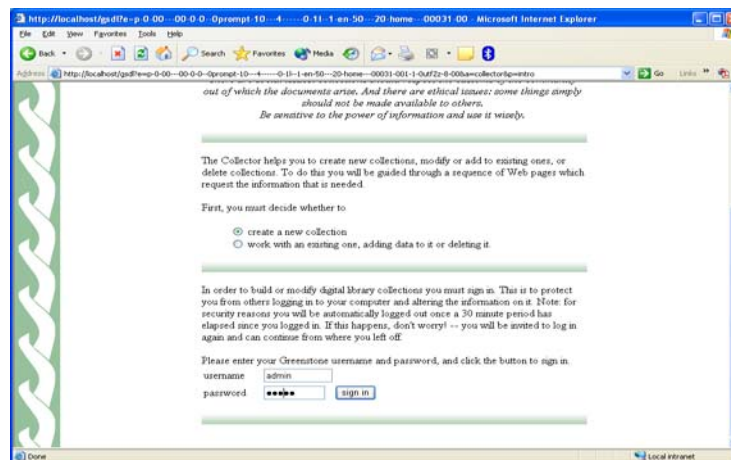 http://localhost/gsdl?e=p-0-00---00-0-0--0prompt-10---4------0-1l--1-en-50---20-home---00031-00 - Microsoft Internet Explorer
File Edit View Favorites Tools Help
Back Search Favorites Media
Address Go Links
out of which the documents arise. And there are ethical issues: some things simply
should not be made available to others.
Be sensitive to the power of information and use it wisely.
The Collector helps you to create new collections, modify or add to existing ones, or
delete collections. To do this you will be guided through a sequence of Web pages which
request the information that is needed.
First, you must decide whether to
create a new collection
work with an existing one, adding data to it or deleting it.
In order to build or modify digital library collections you must sign in. This is to protect
you from others logging in to your computer and altering the information on it. Note: for
security reasons you will be automatically logged out once a 30 minute period has
elapsed since you logged in. If this happens, don't worry! -- you will be invited to log in
again and can continue from where you left off.
Please enter your Greenstone username and password, and click the button to sign in.
username admin
password sign in
Done Local intranet